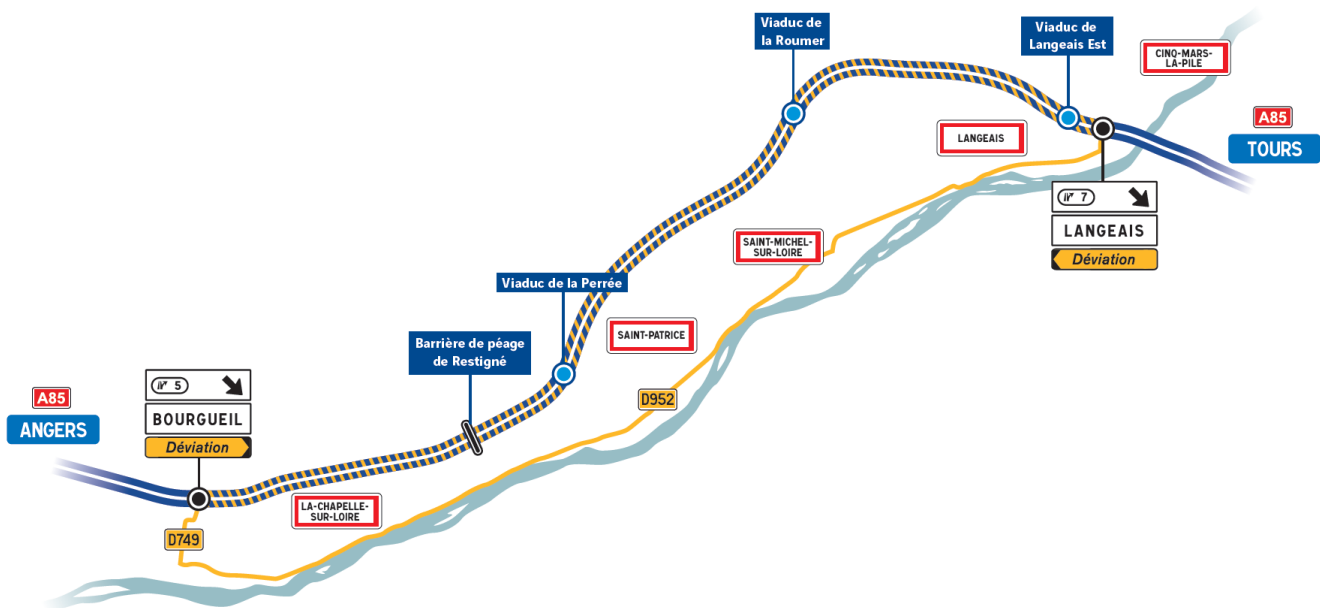 Viaduc de
la Roumer
Viaduc de
Langeais Est
CINQ-MARS-
LA-PILE
A85
TOURS
LANGEAIS
7
LANGEAIS
Déviation
SAINT-MICHEL-
SUR-LOIRE
Viaduc de la Perrée
SAINT-PATRICE
Barrière de péage
de Restigné
D952
A85
ANGERS
5
BOURGUEIL
Déviation
LA-CHAPELLE-
SUR-LOIRE
D749